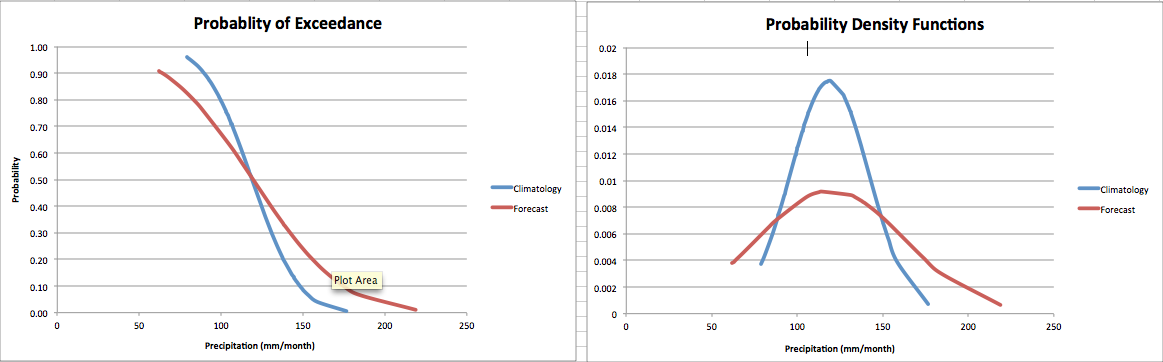 Probablity of Exceedance
1.00
0.90
0.80
0.70
0.60
0.50
0.40
0.30
0.20
0.10
0.00
Probability
0 50 100 150 200 250
Precipitation (mm/month)
Climatology
Forecast
Plot Area
Probability Density Functions
0.02
0.018
0.016
0.014
0.012
0.01
0.008
0.006
0.004
0.002
0
0 50 100 150 200 250
Precipitation (mm/month)
Climatology
Forecast